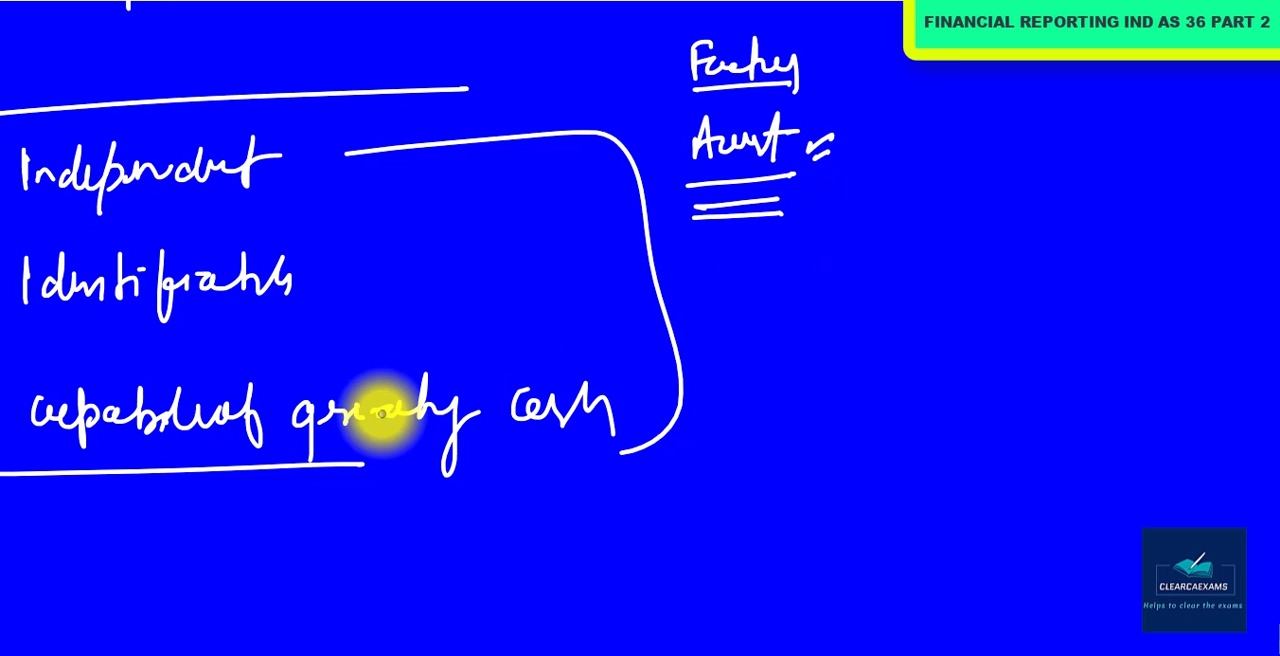 FINANCIAL REPORTING IND AS 36 PART 2
Factory
Independent
Identifiable
capable of generating cash
CLEARCAEXAMS
Helps to clear the exams